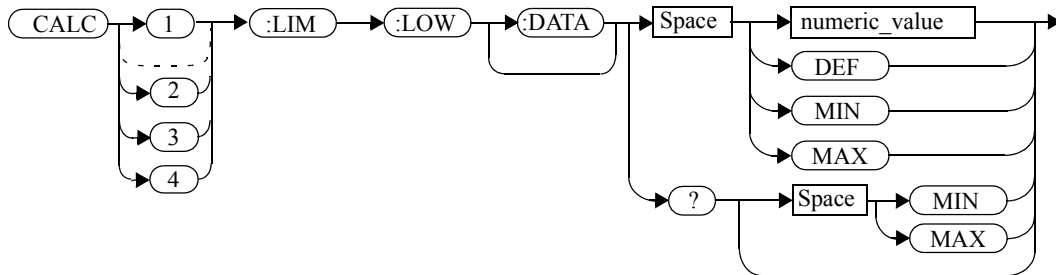 CALC 1 :LIM :LOW :DATA Space numeric_value
2 DEF
3 MIN
4 MAX
? Space MIN
MAX